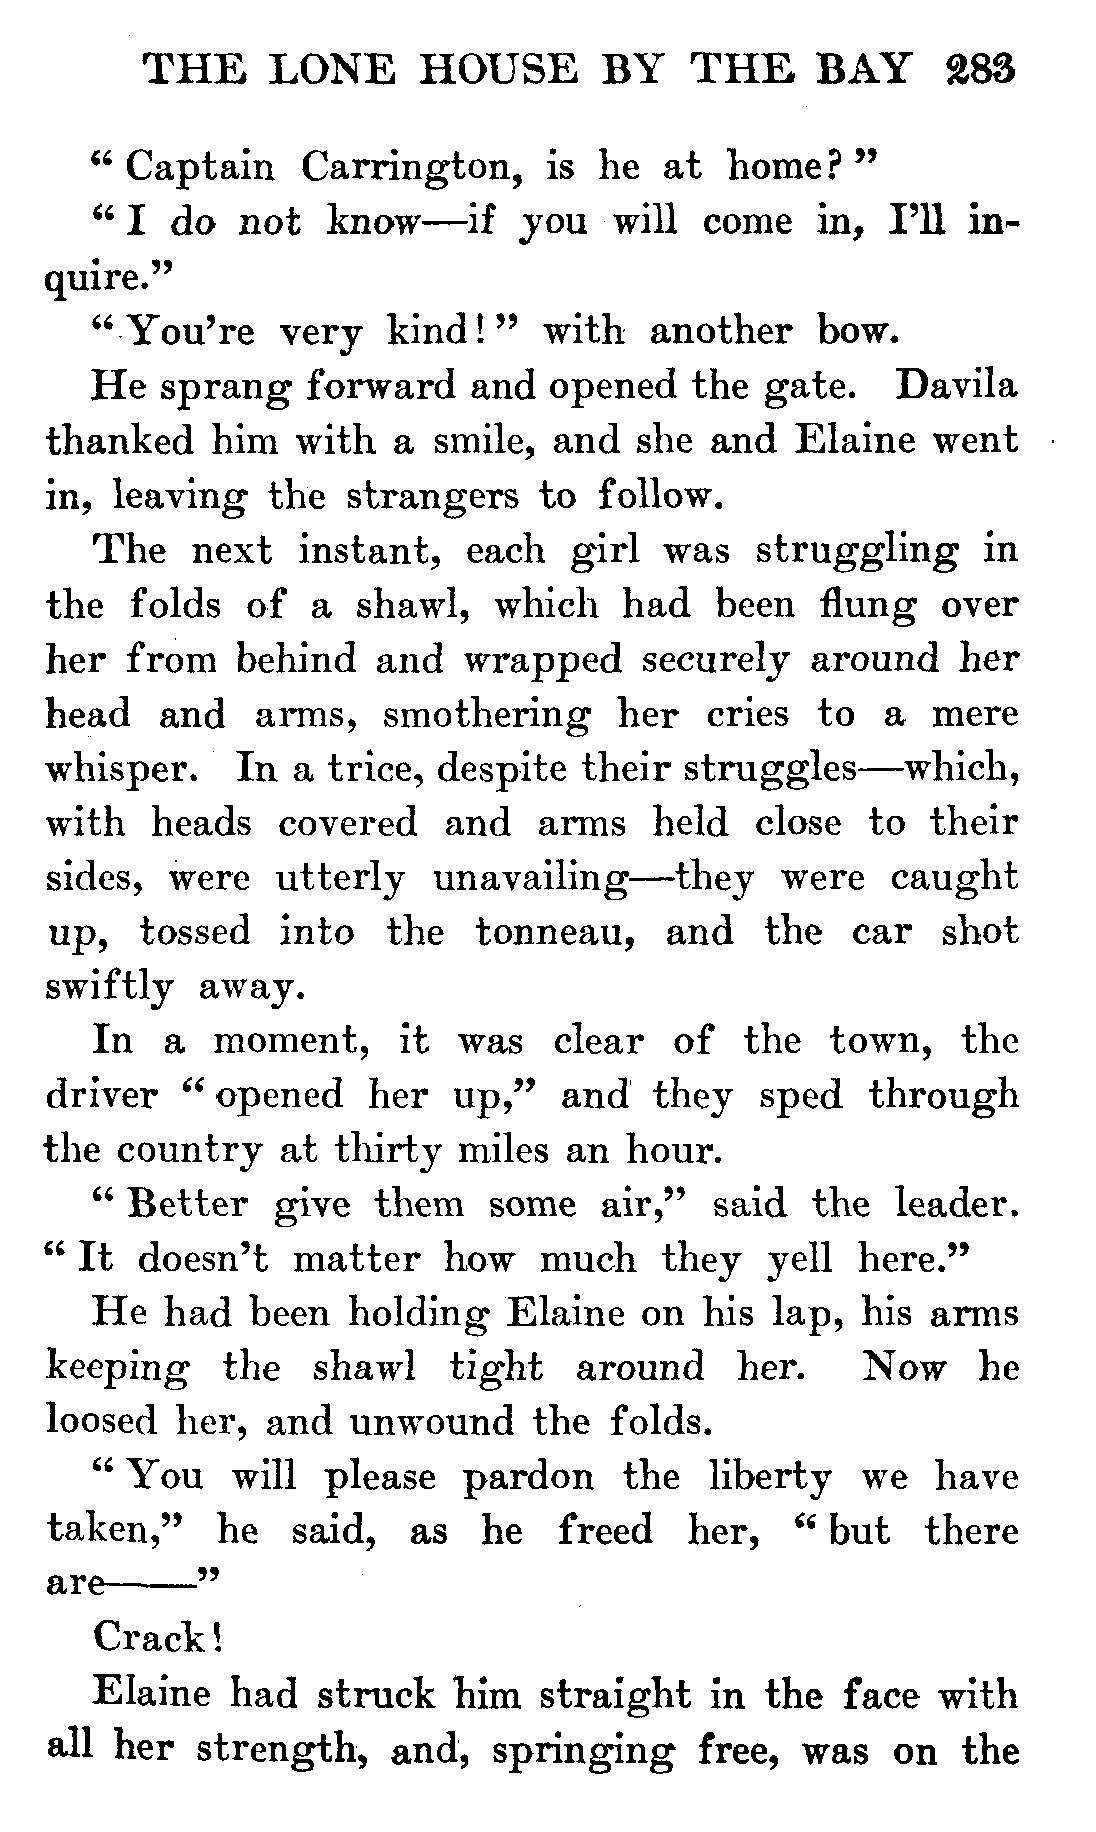 THE LONE HOUSE BY THE BAY 283
“ Captain Carrington, is he at home? ”
“ I do not know—if you will come in, I’ll in-
quire.”
“ You’re very kind! ” with another bow.
He sprang forward and opened the gate. Davila
thanked him with a smile, and she and Elaine went
in, leaving the strangers to follow.
The next instant, each girl was struggling in
the folds of a shawl, which had been flung over
her from behind and wrapped securely around her
head and arms, smothering her cries to a mere
whisper. In a trice, despite their struggles—which,
with heads covered and arms held close to their
sides, were utterly unavailing—they were caught
up, tossed into the tonneau, and the car shot
swiftly away.
In a moment, it was clear of the town, the
driver “ opened her up,” and they sped through
the country at thirty miles an hour.
“ Better give them some air,” said the leader.
“ It doesn’t matter how much they yell here.”
He had been holding Elaine on his lap, his arms
keeping the shawl tight around her. Now he
loosed her, and unwound the folds.
“ You will please pardon the liberty we have
taken,” he said, as he freed her, “ but there
are——”
Crack!
Elaine had struck him straight in the face with
all her strength, and, springing free, was on the